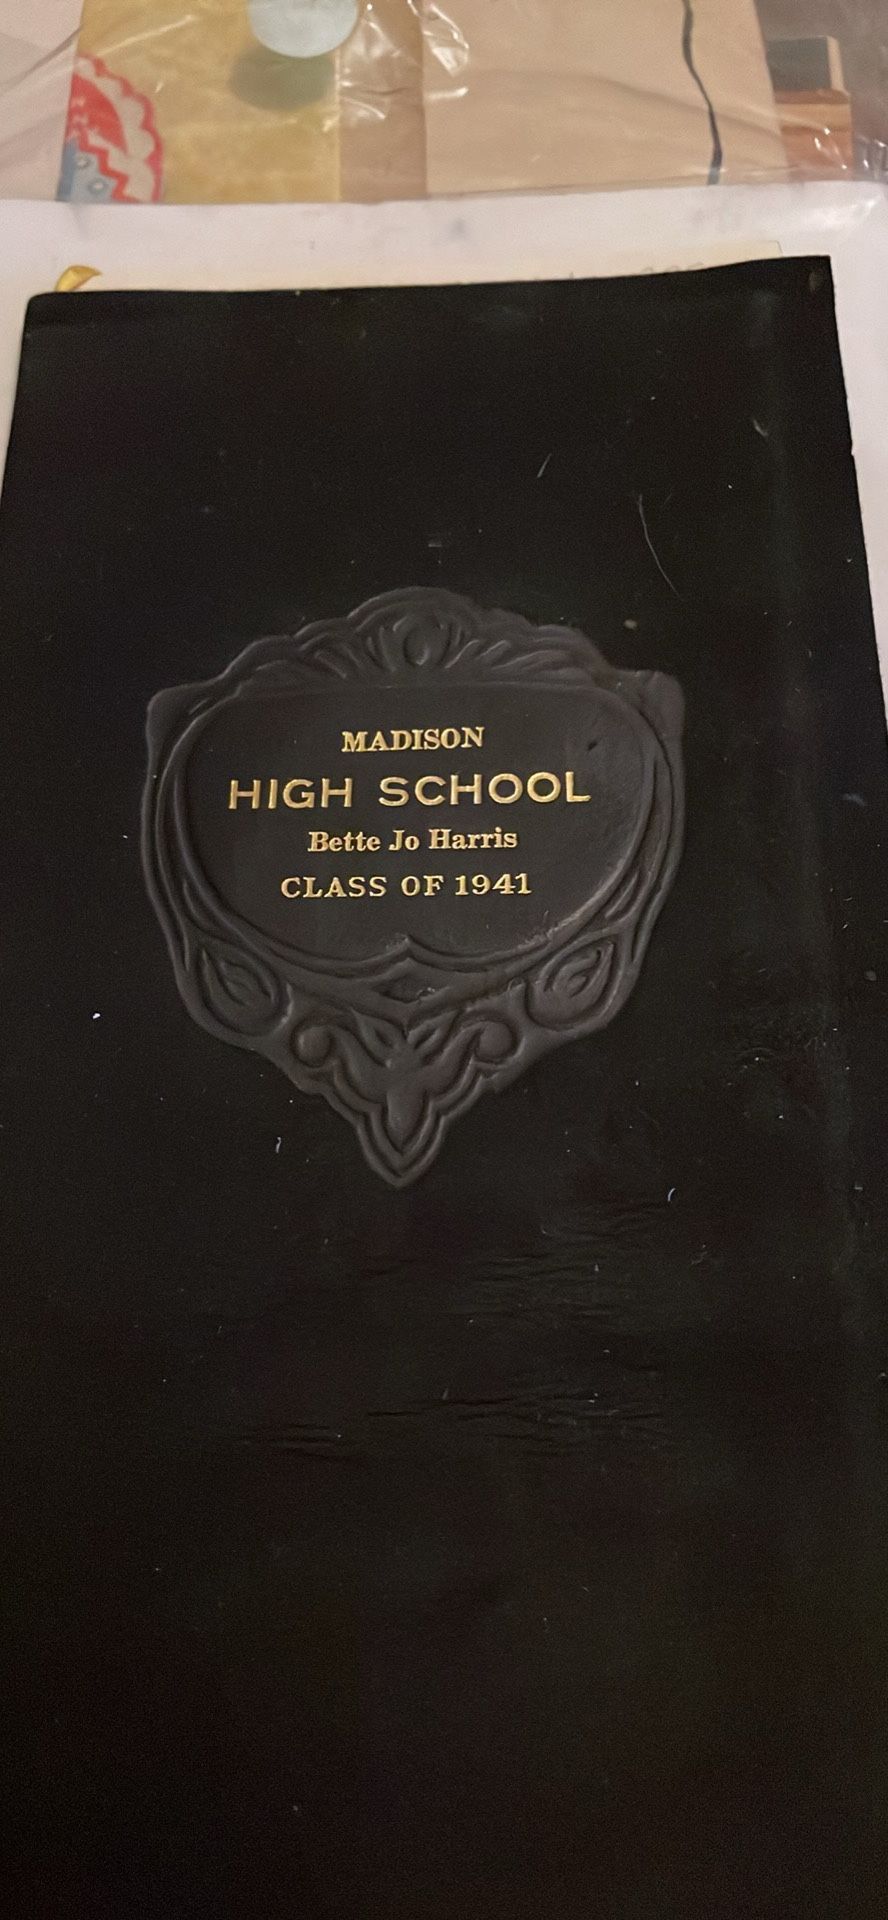 MADISON
HIGH SCHOOL
Bette Jo Harris
CLASS OF 1941